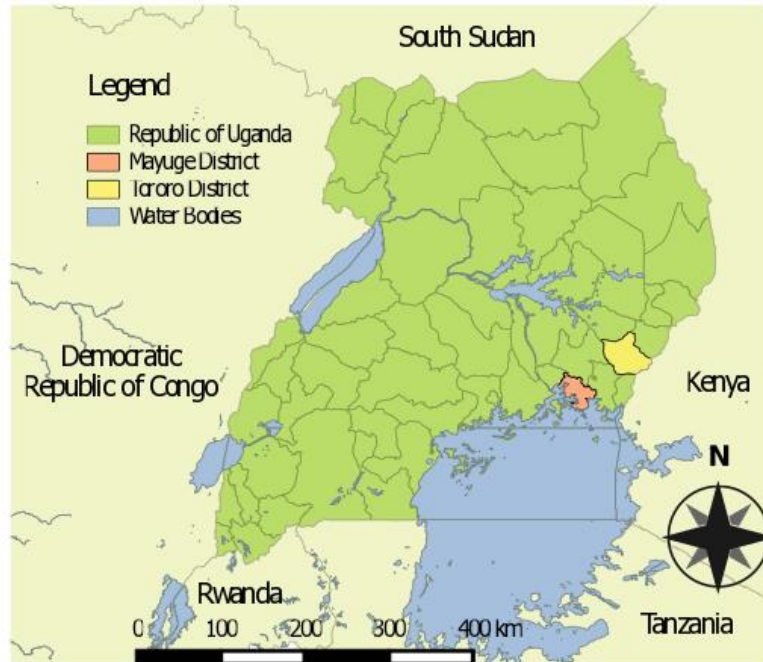 South Sudan
Legend
Republic of Uganda
Mayuge District
Tororo District
Water Bodies
Democratic
Republic of Congo
Kenya
N
Rwanda
Tanzania
0 100 200 300 400 km